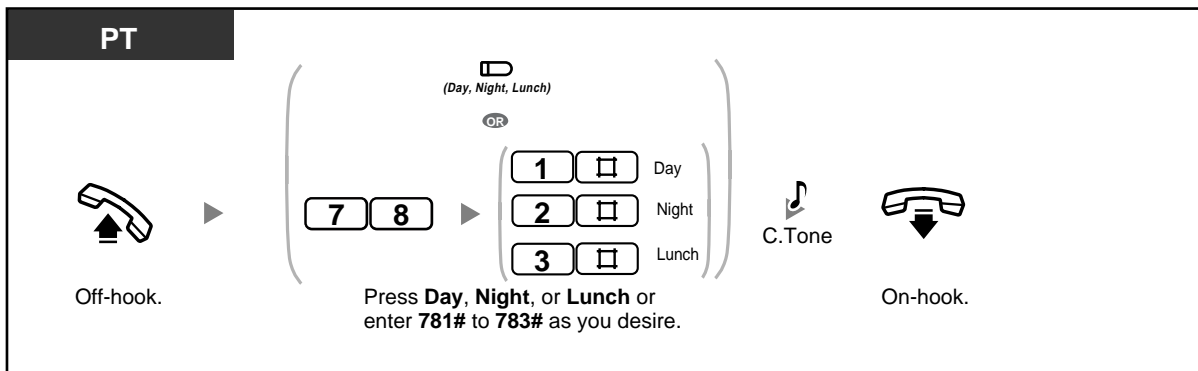 PT
(Day, Night, Lunch)
OR
7 8
1 # Day
2 # Night
3 # Lunch
C.Tone
Off-hook.
Press Day, Night, or Lunch or
enter 781# to 783# as you desire.
On-hook.